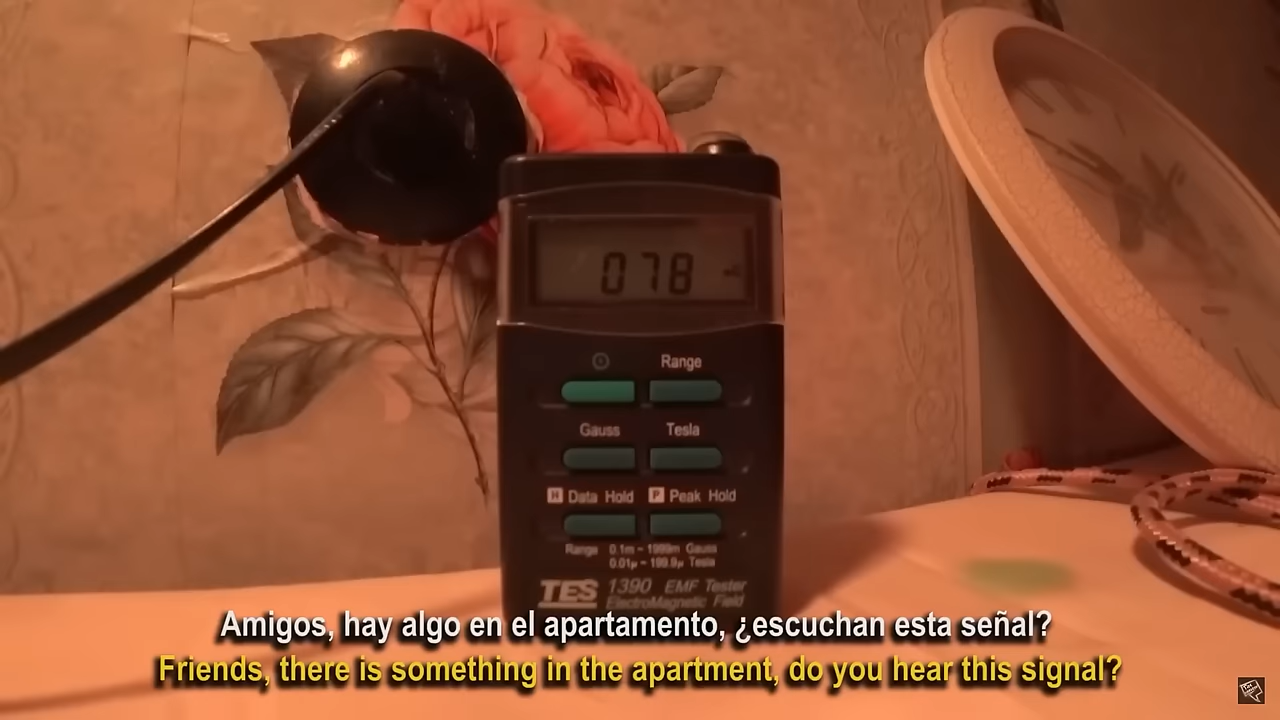 078
Range
Gauss Tesla
H Data Hold P Peak Hold
Range 0.1m ~ 1999m Gauss
0.01µ ~ 199.9µ Tesla
TES 1390 EMF Tester
ElectroMagnetic Field
Amigos, hay algo en el apartamento, ¿escuchan esta señal?
Friends, there is something in the apartment, do you hear this signal?